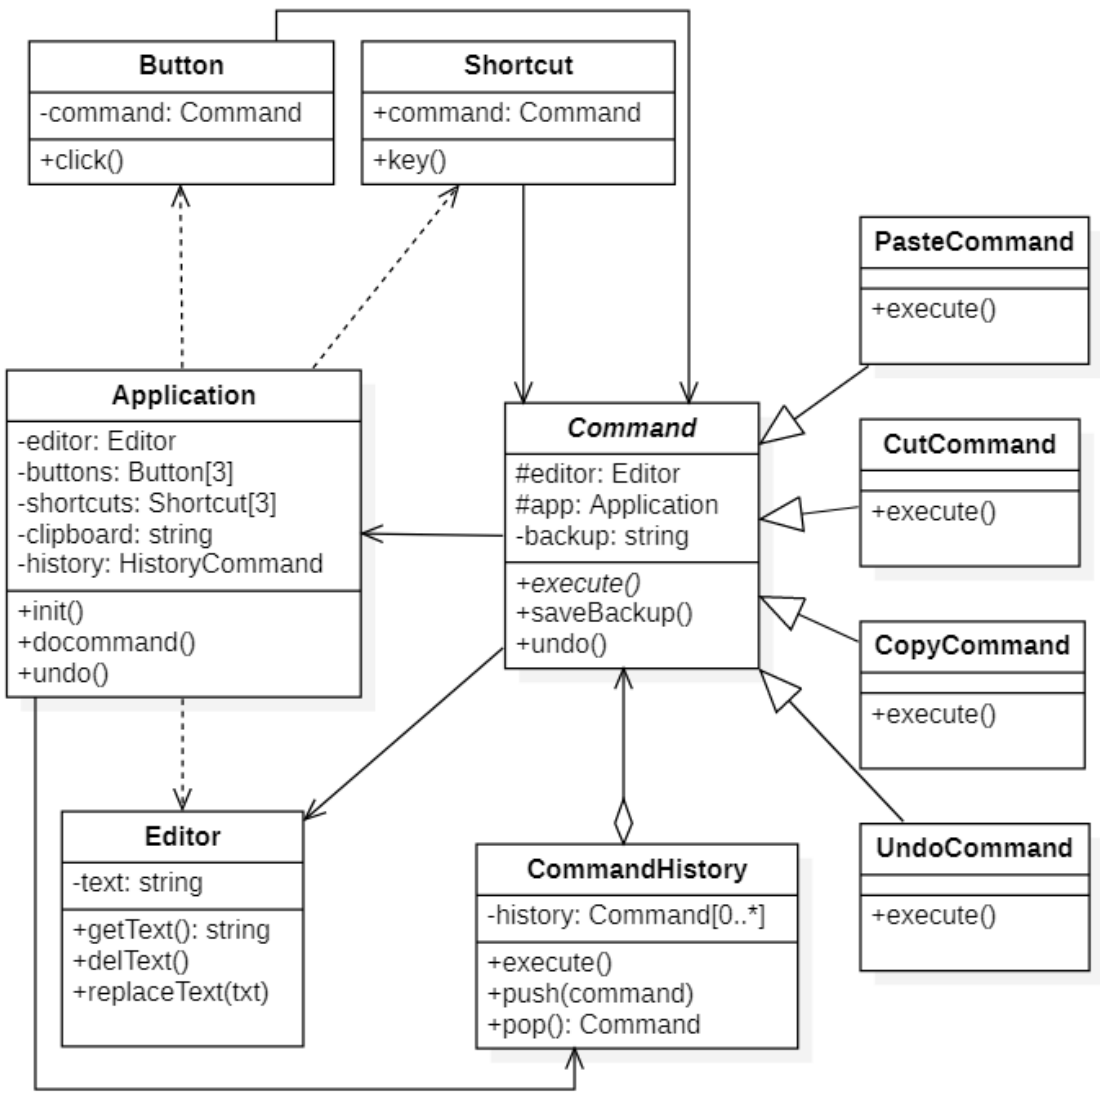 Button
-command: Command
+click()
Shortcut
+command: Command
+key()
PasteCommand
+execute()
Application
-editor: Editor
-buttons: Button[3]
-shortcuts: Shortcut[3]
-clipboard: string
-history: HistoryCommand
+init()
+docommand()
+undo()
Command
#editor: Editor
#app: Application
-backup: string
+execute()
+saveBackup()
+undo()
CutCommand
+execute()
CopyCommand
+execute()
Editor
-text: string
+getText(): string
+delText()
+replaceText(txt)
CommandHistory
-history: Command[0..*]
+execute()
+push(command)
+pop(): Command
UndoCommand
+execute()